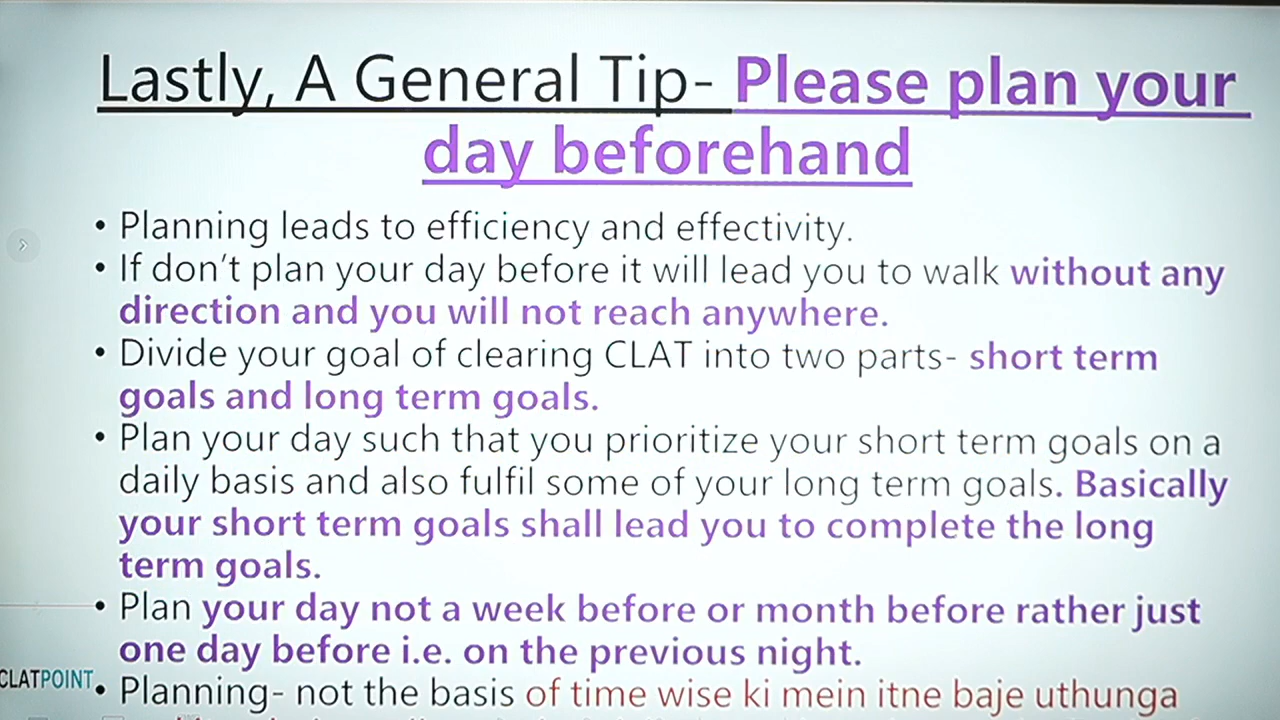 Lastly, A General Tip- Please plan your
day beforehand
• Planning leads to efficiency and effectivity.
• If don't plan your day before it will lead you to walk without any
direction and you will not reach anywhere.
• Divide your goal of clearing CLAT into two parts- short term
goals and long term goals.
• Plan your day such that you prioritize your short term goals on a
daily basis and also fulfil some of your long term goals. Basically
your short term goals shall lead you to complete the long
term goals.
• Plan your day not a week before or month before rather just
one day before i.e. on the previous night.
CLATPOINT
• Planning- not the basis of time wise ki mein itne baje uthunga